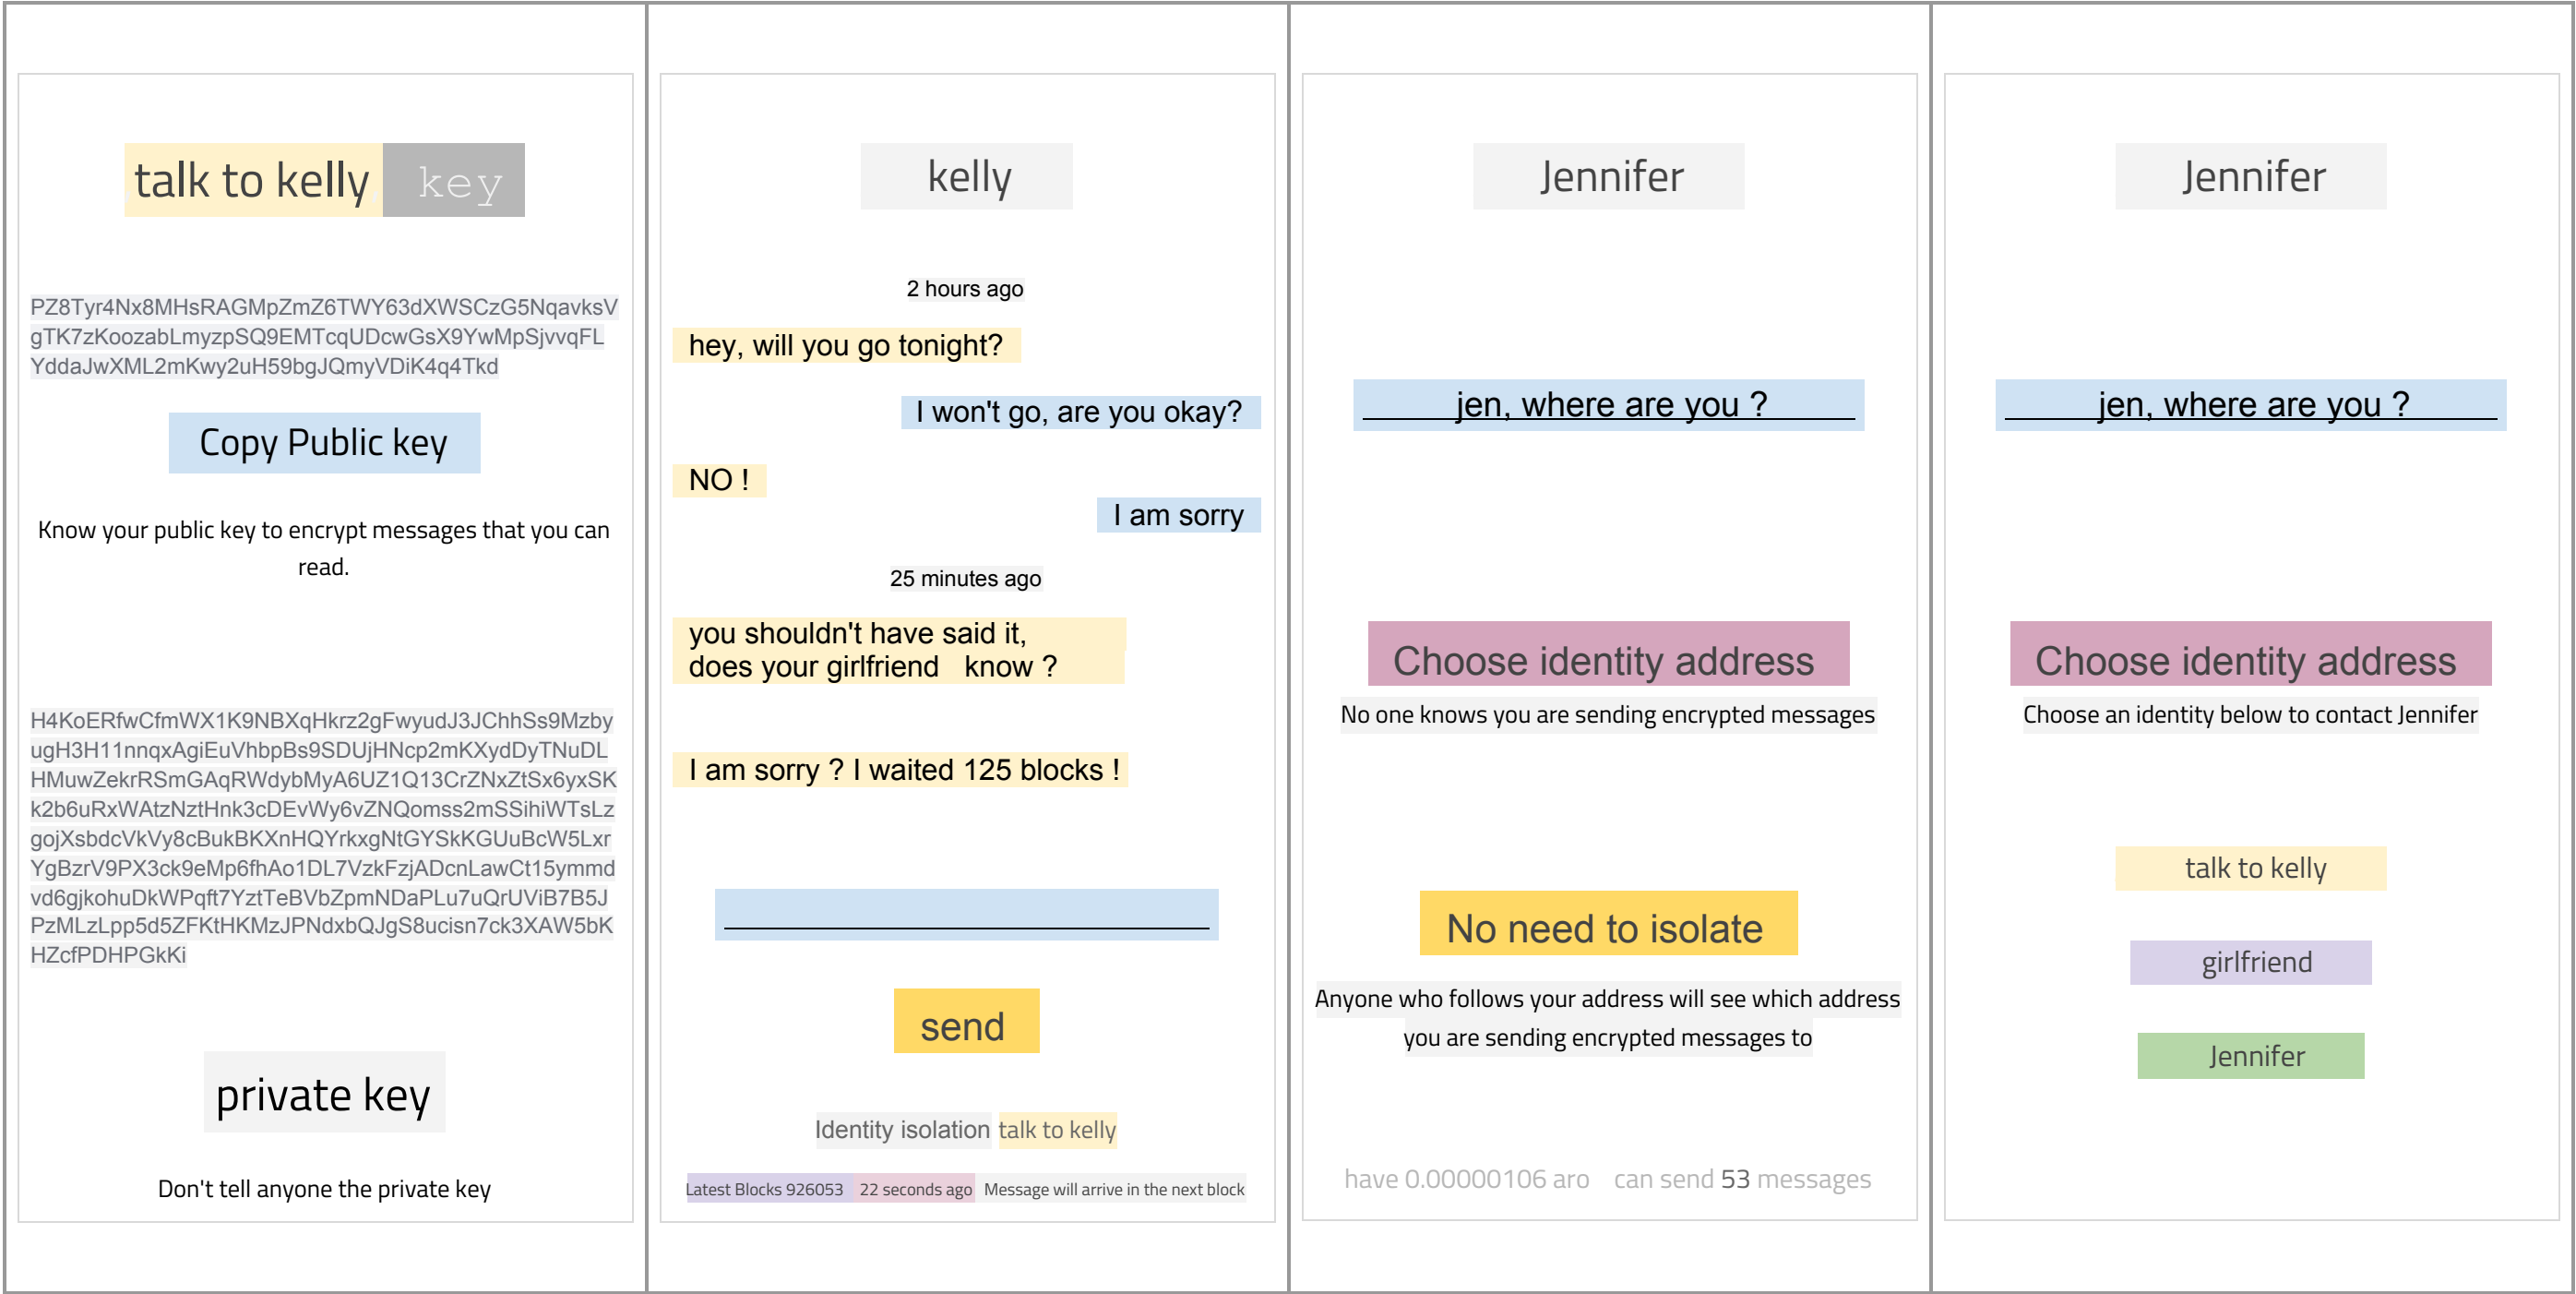 talk to kelly key
PZ8Tyr4Nx8MHsRAGMpZmZ6TWY63dXWSCzG5NqavksV
gTK7zKoozabLmyzpSQ9EMTcqUDcwGsX9YwMpSjvvqFL
YddaJwXML2mKwy2uH59bgJQmyVDiK4q4Tkd
Copy Public key
Know your public key to encrypt messages that you can
read.
H4KoERfwCfmWX1K9NBXqHkrz2gFwyudJ3JChhSs9Mzby
ugH3H11nnqxAgiEuVhbpBs9SDUjHNcp2mKXydDyTNuDL
HMuwZekrRSmGAqRWdybMyA6UZ1Q13CrZNxZtSx6yxSK
k2b6uRxWAtzNztHnk3cDEvWy6vZNQomss2mSSihiWTsLz
gojXsbdcVkVy8cBukBKXnHQYrkxgNtGYSkKGUuBcW5Lxr
YgBzrV9PX3ck9eMp6fhAo1DL7VzkFzjADcnLawCt15ymmd
vd6gjkohuDkWPqft7YztTeBVbZpmNDaPLu7uQrUViB7B5J
PzMLzLpp5d5ZFKtHKMzJPNdxbQJgS8ucisn7ck3XAW5bK
HZcfPDHPGkKi
private key
Don't tell anyone the private key
kelly
2 hours ago
hey, will you go tonight?
I won't go, are you okay?
NO !
I am sorry
25 minutes ago
you shouldn't have said it,
does your girlfriend know ?
I am sorry ? I waited 125 blocks !
send
Identity isolation talk to kelly
Latest Blocks 926053 22 seconds ago Message will arrive in the next block
Jennifer
jen, where are you ?
Choose identity address
No one knows you are sending encrypted messages
No need to isolate
Anyone who follows your address will see which address
you are sending encrypted messages to
have 0.00000106 aro can send 53 messages
Jennifer
jen, where are you ?
Choose identity address
Choose an identity below to contact Jennifer
talk to kelly
girlfriend
Jennifer